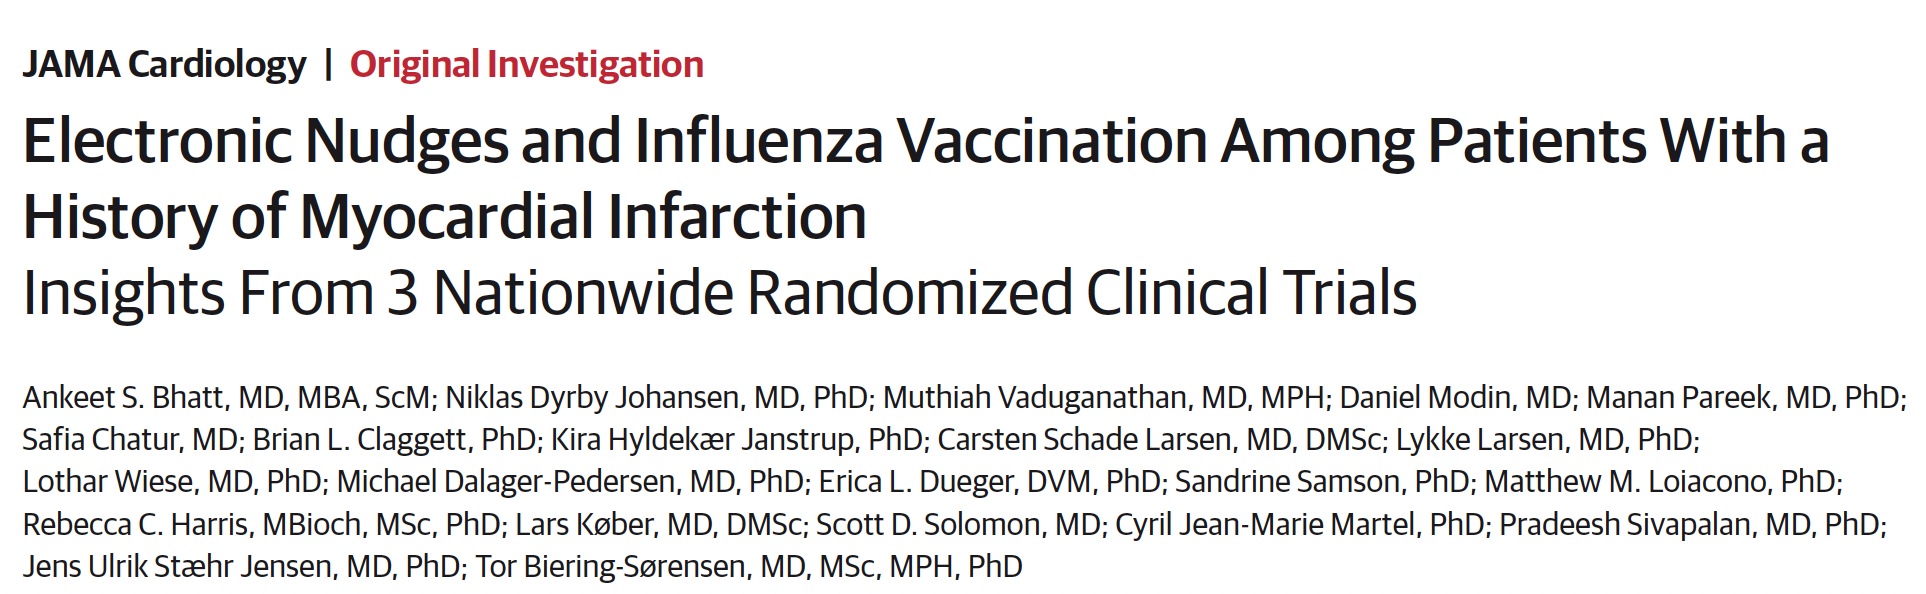 JAMA Cardiology | Original Investigation
Electronic Nudges and Influenza Vaccination Among Patients With a
History of Myocardial Infarction
Insights From 3 Nationwide Randomized Clinical Trials
Ankeet S. Bhatt, MD, MBA, ScM; Niklas Dyrby Johansen, MD, PhD; Muthiah Vaduganathan, MD, MPH; Daniel Modin, MD; Manan Pareek, MD, PhD;
Safia Chatur, MD; Brian L. Claggett, PhD; Kira Hyldekær Janstrup, PhD; Carsten Schade Larsen, MD, DMSc; Lykke Larsen, MD, PhD;
Lothar Wiese, MD, PhD; Michael Dalager-Pedersen, MD, PhD; Erica L. Dueger, DVM, PhD; Sandrine Samson, PhD; Matthew M. Loiacono, PhD;
Rebecca C. Harris, MBioch, MSc, PhD; Lars Køber, MD, DMSc; Scott D. Solomon, MD; Cyril Jean-Marie Martel, PhD; Pradeesh Sivapalan, MD, PhD;
Jens Ulrik Stæhr Jensen, MD, PhD; Tor Biering-Sørensen, MD, MSc, MPH, PhD